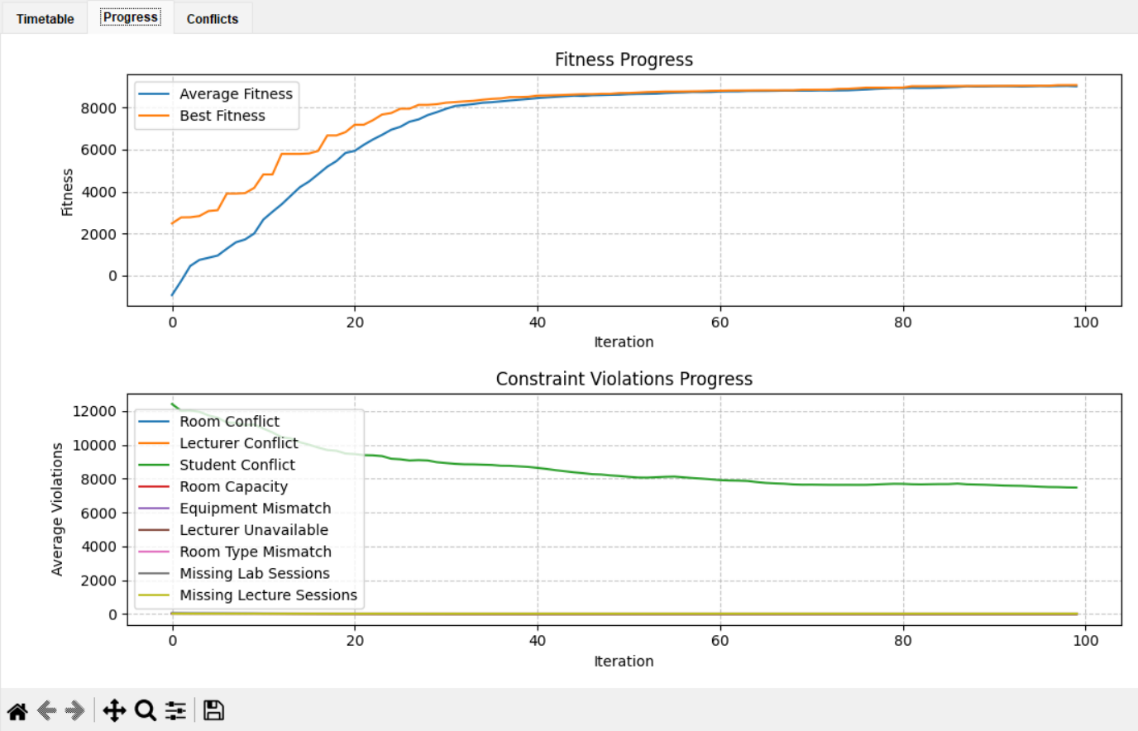 Timetable Progress Conflicts
Fitness Progress
Average Fitness
Best Fitness
8000
6000
4000
2000
0
Fitness
0 20 40 60 80 100
Iteration
Constraint Violations Progress
12000
10000
8000
6000
4000
2000
0
Average Violations
Room Conflict
Lecturer Conflict
Student Conflict
Room Capacity
Equipment Mismatch
Lecturer Unavailable
Room Type Mismatch
Missing Lab Sessions
Missing Lecture Sessions
0 20 40 60 80 100
Iteration